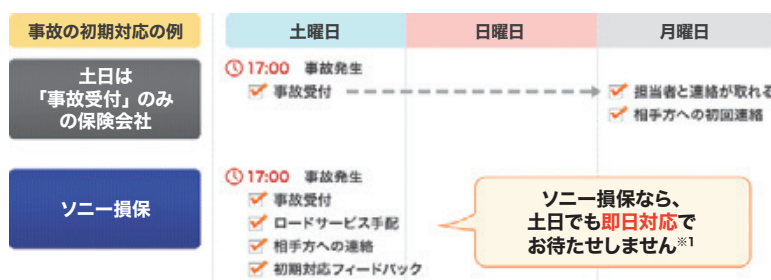 事故の初期対応の例
土曜日
日曜日
月曜日
土日は
「事故受付」のみ
の保険会社
17:00 事故発生
事故受付
担当者と連絡が取れる
相手方への初回連絡
ソニー損保
17:00 事故発生
事故受付
ロードサービス手配
相手方への連絡
初期対応フィードバック
ソニー損保なら、
土日でも即日対応で
お待たせしません※1